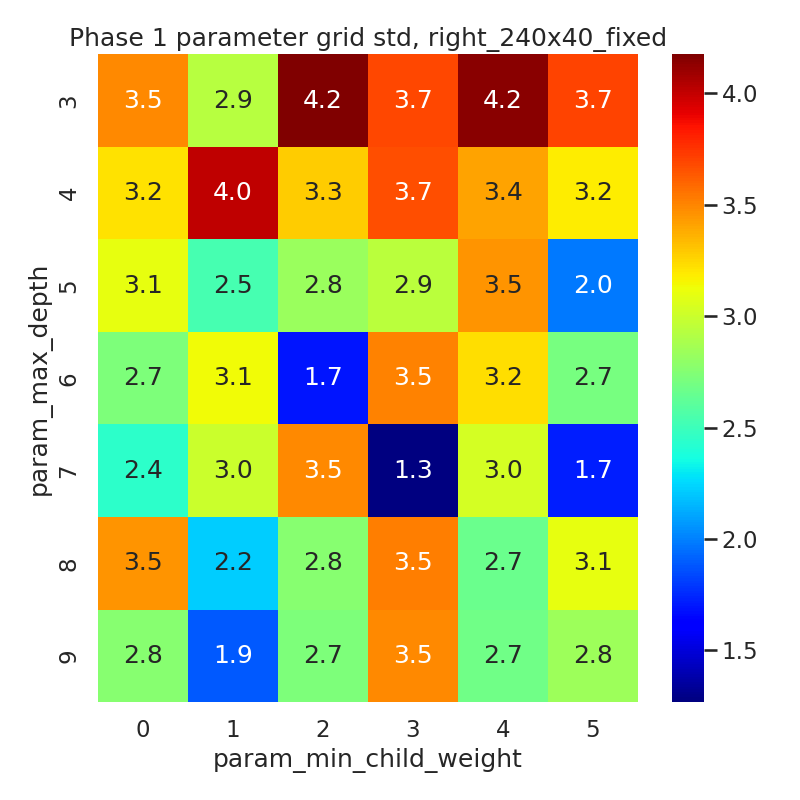 Phase 1 parameter grid std, right_240x40_fixed
3 3.5 2.9 4.2 3.7 4.2 3.7
4 3.2 4.0 3.3 3.7 3.4 3.2
5 3.1 2.5 2.8 2.9 3.5 2.0
6 2.7 3.1 1.7 3.5 3.2 2.7
7 2.4 3.0 3.5 1.3 3.0 1.7
8 3.5 2.2 2.8 3.5 2.7 3.1
9 2.8 1.9 2.7 3.5 2.7 2.8
0 1 2 3 4 5
param_min_child_weight
param_max_depth
4.0
3.5
3.0
2.5
2.0
1.5